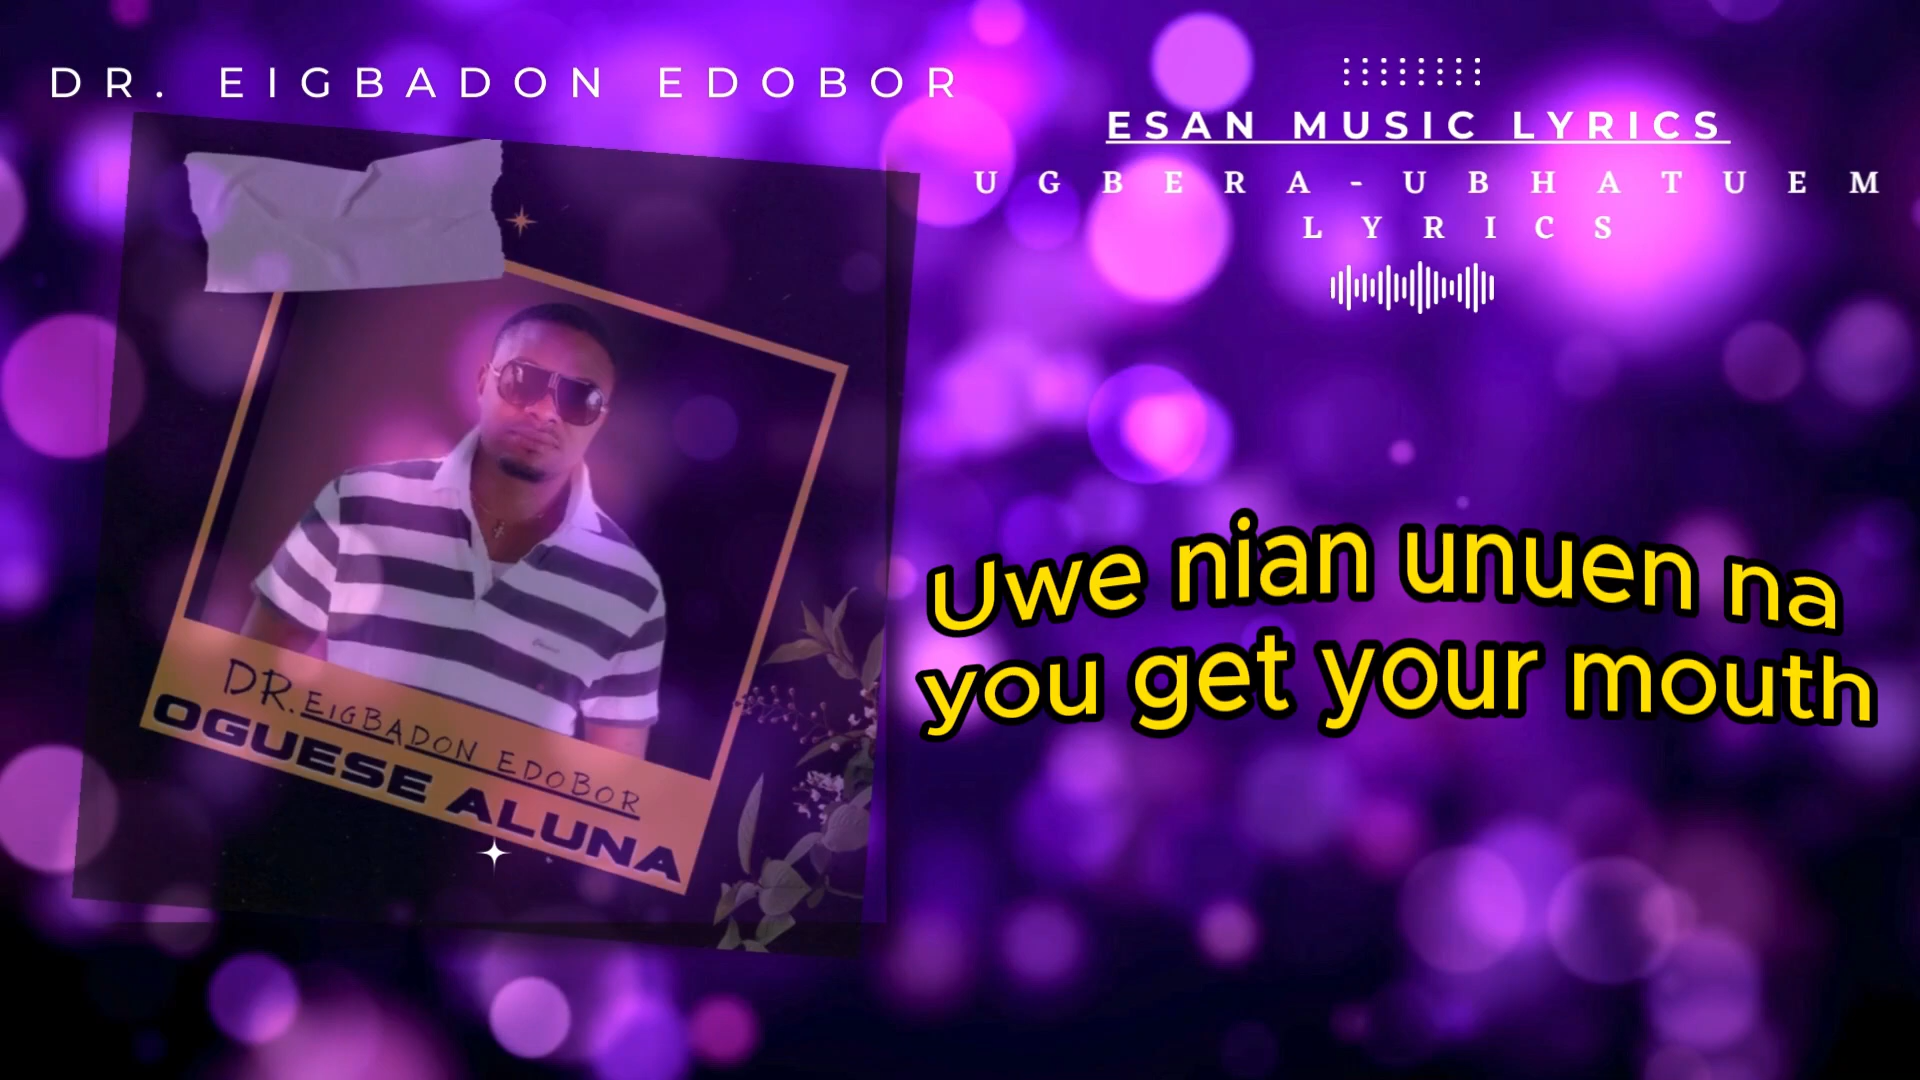 DR. EIGBADON EDOBOR
ESAN MUSIC LYRICS
UGBERA-UBHATUEM
LYRICS
DR. EIGBADON EDOBOR
OGUESE ALUNA
Uwe nian unuen na
you get your mouth